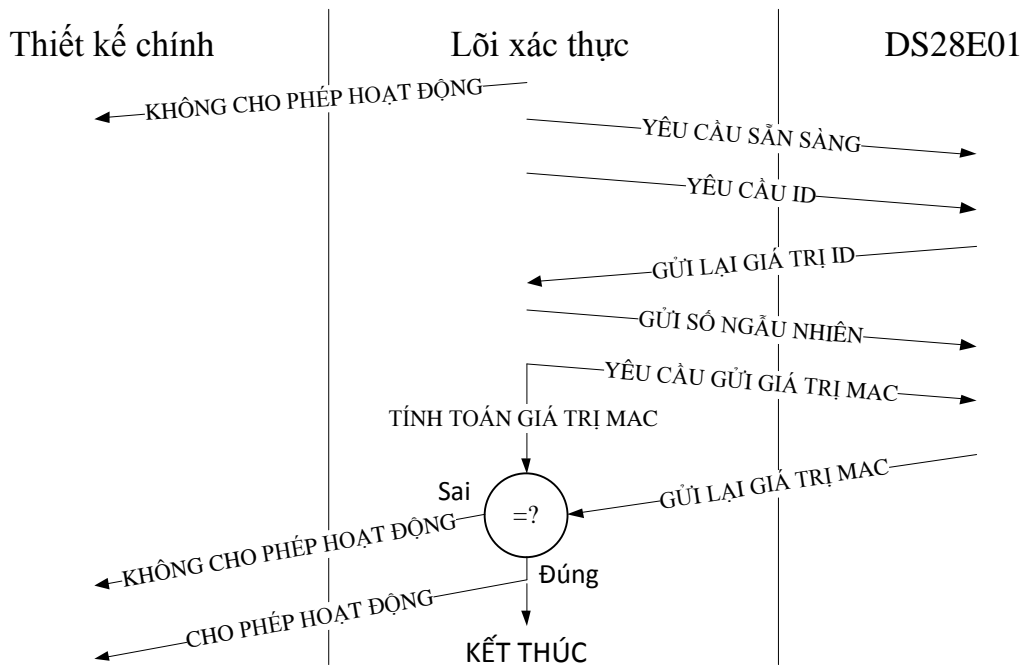 Thiết kế chính
Lõi xác thực
DS28E01
KHÔNG CHO PHÉP HOẠT ĐỘNG
YÊU CẦU SẴN SÀNG
YÊU CẦU ID
GỬI LẠI GIÁ TRỊ ID
GỬI SỐ NGẪU NHIÊN
YÊU CẦU GỬI GIÁ TRỊ MAC
TÍNH TOÁN GIÁ TRỊ MAC
GỬI LẠI GIÁ TRỊ MAC
Sai
=?
KHÔNG CHO PHÉP HOẠT ĐỘNG
Đúng
CHO PHÉP HOẠT ĐỘNG
KẾT THÚC